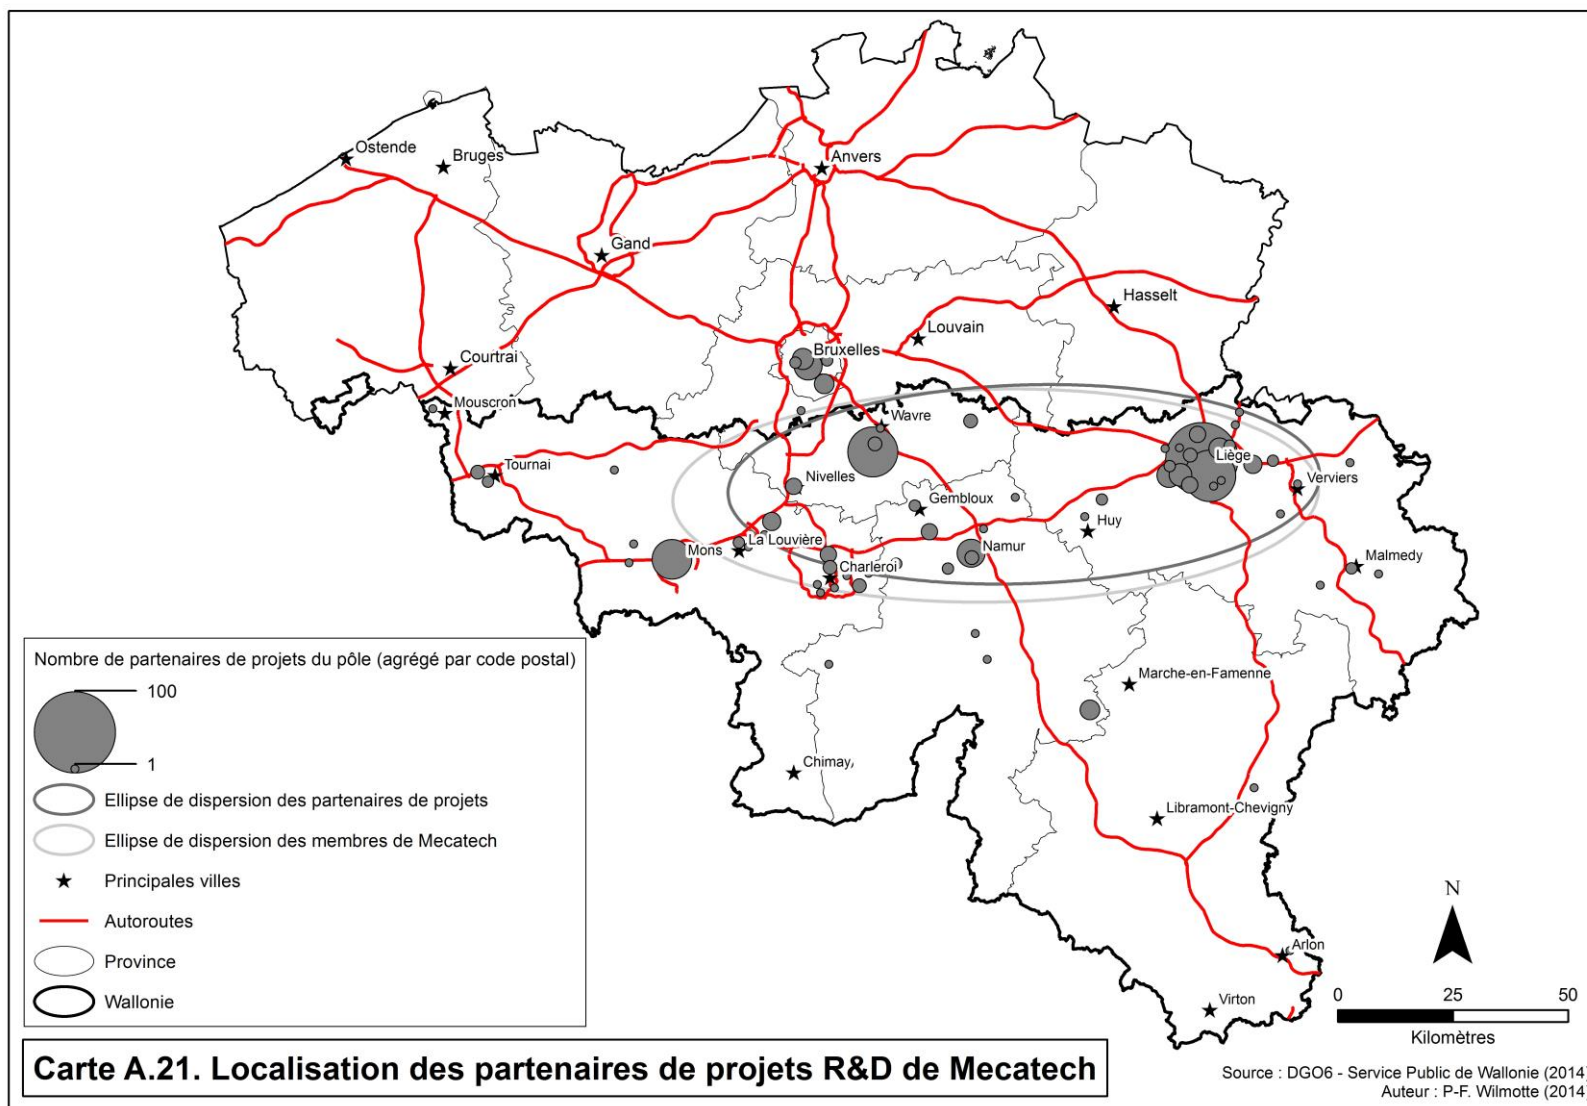 Ostende
Bruges
Anvers
Gand
Hasselt
Louvain
Bruxelles
Courtrai
Mouscron
Wavre
Liège
Tournai
Nivelles
Verviers
Gembloux
Huy
La Louvière
Mons
Namur
Malmedy
Charleroi
Marche-en-Famenne
Chimay
Libramont-Chevigny
Arlon
Virton
Nombre de partenaires de projets du pôle (agrégé par code postal)
100
1
Ellipse de dispersion des partenaires de projets
Ellipse de dispersion des membres de Mecatech
Principales villes
Autoroutes
Province
Wallonie
N
0 25 50
Kilomètres
Carte A.21. Localisation des partenaires de projets R&D de Mecatech
Source : DGO6 - Service Public de Wallonie (2014)
Auteur : P-F. Wilmotte (2014)